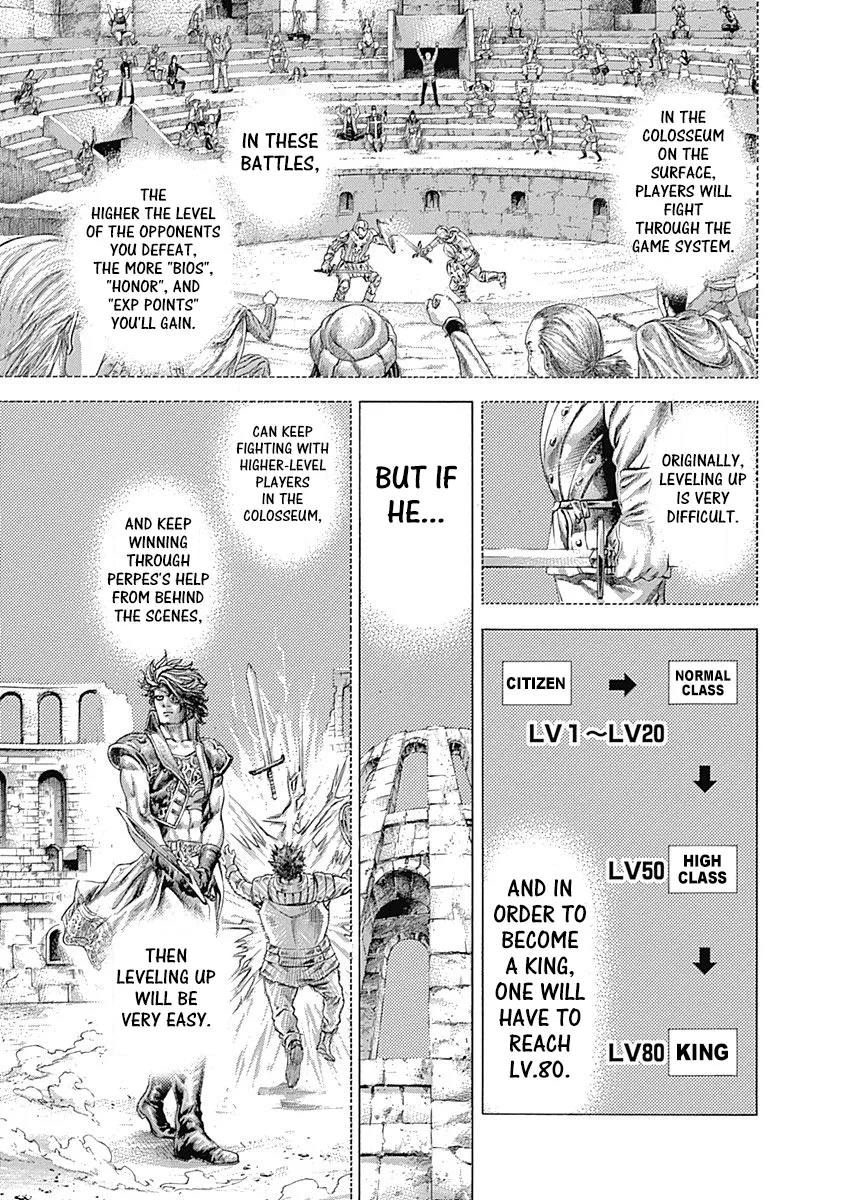 IN THE
COLOSSEUM
ON THE
SURFACE,
PLAYERS WILL
FIGHT
THROUGH THE
GAME SYSTEM.
IN THESE
BATTLES,
THE
HIGHER THE LEVEL
OF THE OPPONENTS
YOU DEFEAT,
THE MORE "BIOS",
"HONOR", AND
"EXP POINTS"
YOU'LL GAIN.
ORIGINALLY,
LEVELING UP
IS VERY
DIFFICULT.
CITIZEN
NORMAL
CLASS
LV1~LV20
LV50
HIGH
CLASS
LV80
KING
AND IN
ORDER TO
BECOME
A KING,
ONE WILL
HAVE TO
REACH
LV.80.
BUT IF
HE...
CAN KEEP
FIGHTING WITH
HIGHER-LEVEL
PLAYERS
IN THE
COLOSSEUM,
AND KEEP
WINNING
THROUGH
PERPES'S HELP
FROM BEHIND
THE SCENES,
THEN
LEVELING UP
WILL BE
VERY EASY.